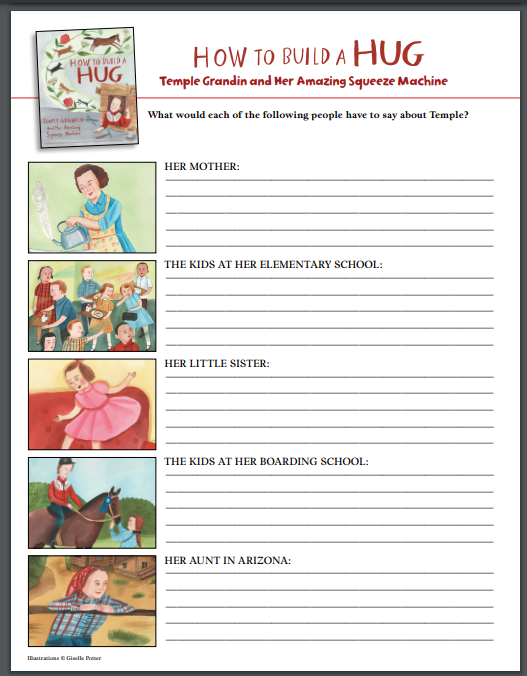 HOW TO BUILD A HUG
Temple Grandin and Her Amazing Squeeze Machine
HOW TO BUILD A
HUG
TEMPLE GRANDIN
and Her Amazing
Squeeze Machine
What would each of the following people have to say about Temple?
HER MOTHER:
THE KIDS AT HER ELEMENTARY SCHOOL:
HER LITTLE SISTER:
THE KIDS AT HER BOARDING SCHOOL:
HER AUNT IN ARIZONA:
Illustrations © Giselle Potter